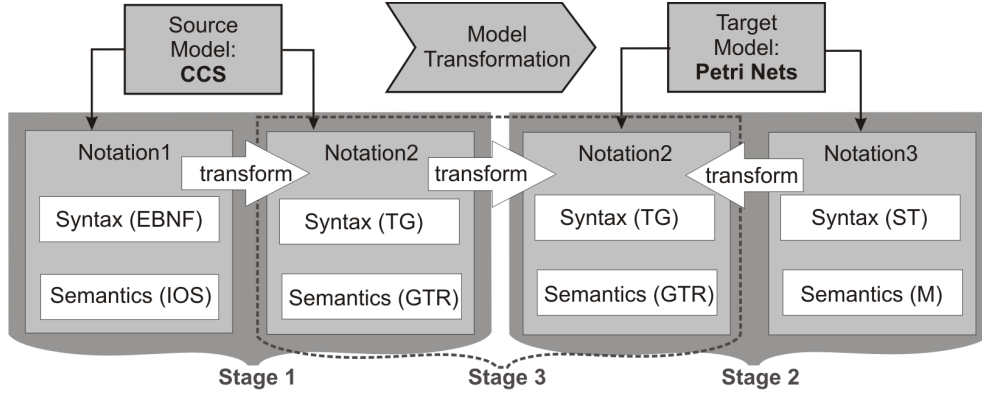 Source
Model:
CCS
Model
Transformation
Target
Model:
Petri Nets
Notation1
transform
Notation2
transform
Notation2
transform
Notation3
Syntax (EBNF)
Syntax (TG)
Syntax (TG)
Syntax (ST)
Semantics (IOS)
Semantics (GTR)
Semantics (GTR)
Semantics (M)
Stage 1
Stage 3
Stage 2